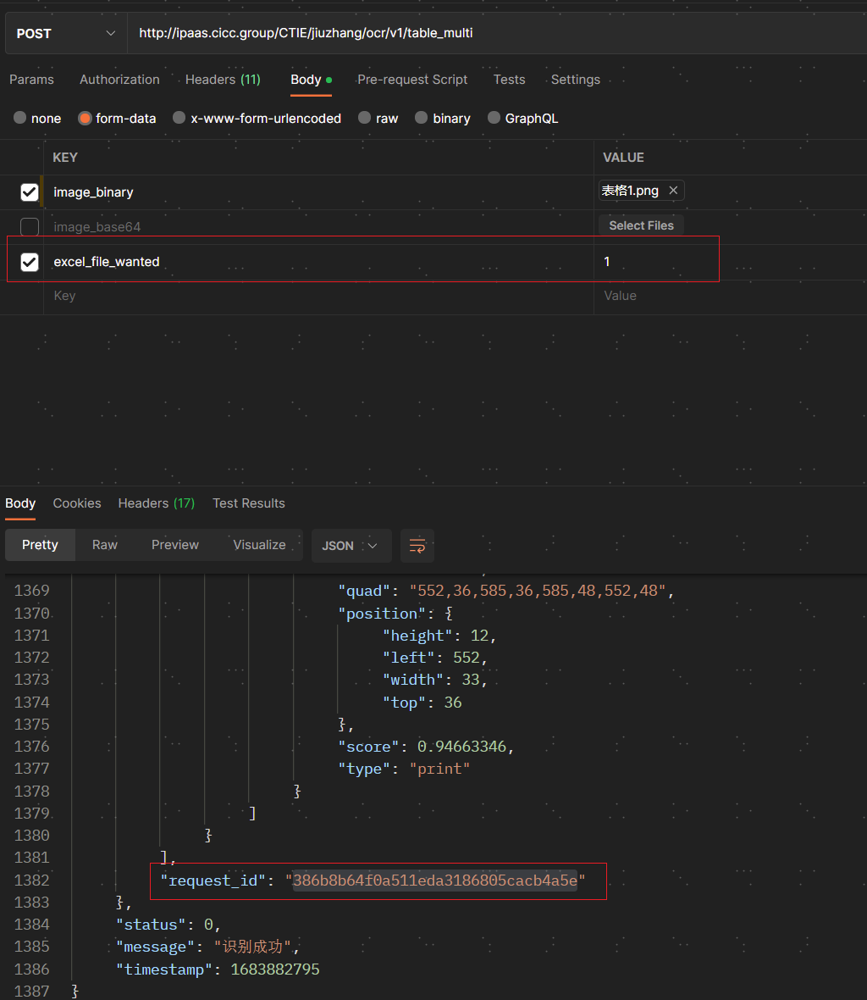 POST http://ipaas.cicc.group/CTIE/jiuzhang/ocr/v1/table_multi
Params Authorization Headers (11) Body Pre-request Script Tests Settings
none form-data x-www-form-urlencoded raw binary GraphQL
KEY VALUE
image_binary 表格1.png
image_base64 Select Files
excel_file_wanted 1
Key Value
Body Cookies Headers (17) Test Results
Pretty Raw Preview Visualize JSON
1369 "quad": "552,36,585,36,585,48,552,48",
1370 "position": {
1371 "height": 12,
1372 "left": 552,
1373 "width": 33,
1374 "top": 36
1375 },
1376 "score": 0.94663346,
1377 "type": "print"
1378 }
1379 ]
1380 }
1381 ],
1382 "request_id": "386b8b64f0a511eda3186805cacb4a5e"
1383 },
1384 "status": 0,
1385 "message": "识别成功",
1386 "timestamp": 1683882795
1387 }